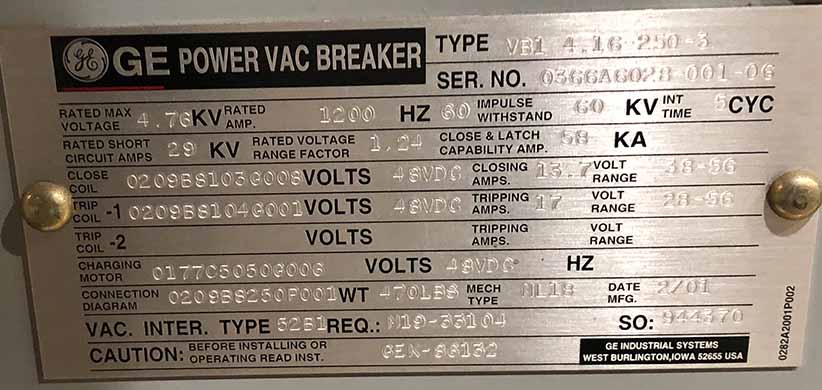 GE GE POWER VAC BREAKER TYPE VB1 4.16-250-3
SER. NO. 0366A6028-001-06
RATED MAX VOLTAGE 4.76 KV RATED AMP. 1200 HZ 60 IMPULSE WITHSTAND 60 KV INT TIME 5 CYC
RATED SHORT CIRCUIT AMPS 29 KV RATED VOLTAGE RANGE FACTOR 1.24 CLOSE & LATCH CAPABILITY AMP. 58 KA
CLOSE COIL 0209B8103G008 VOLTS 48VDC CLOSING AMPS. 13.7 VOLT RANGE 38-56
TRIP COIL -1 0209B8104G001 VOLTS 48VDC TRIPPING AMPS. 17 VOLT RANGE 28-56
TRIP COIL -2 VOLTS TRIPPING AMPS. VOLT RANGE
CHARGING MOTOR 0177C5050G006 VOLTS 48VDC HZ
CONNECTION DIAGRAM 0209B8250P001 WT 470LBS MECH TYPE ML18 DATE MFG. 2/01
VAC. INTER. TYPE 52B1 REQ.: N19-33104 SO: 944370
CAUTION: BEFORE INSTALLING OR OPERATING READ INST. GEK-86132
GE INDUSTRIAL SYSTEMS
WEST BURLINGTON, IOWA 52655 USA
0282A2001P002